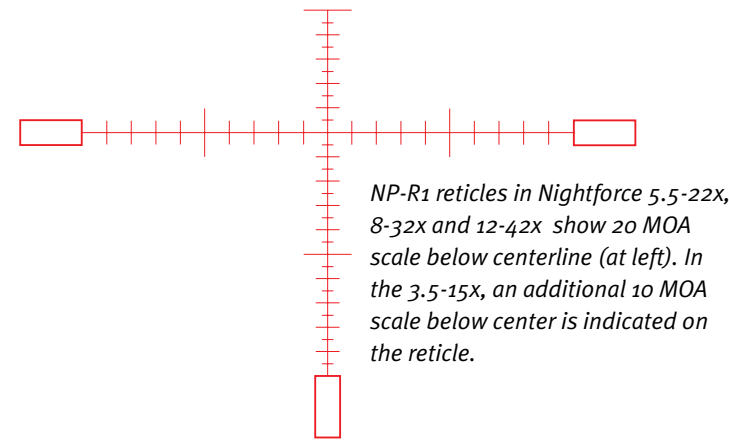 NP-R1 reticles in Nightforce 5.5-22x,
8-32x and 12-42x show 20 MOA
scale below centerline (at left). In
the 3.5-15x, an additional 10 MOA
scale below center is indicated on
the reticle.